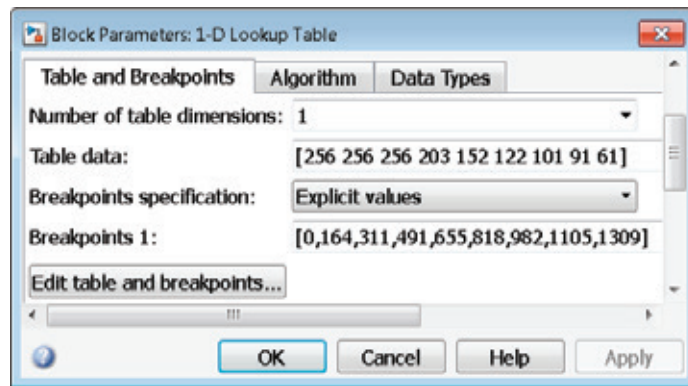 Block Parameters: 1-D Lookup Table
Table and Breakpoints Algorithm Data Types
Number of table dimensions: 1
Table data: [256 256 256 203 152 122 101 91 61]
Breakpoints specification: Explicit values
Breakpoints 1: [0,164,311,491,655,818,982,1105,1309]
Edit table and breakpoints...
OK Cancel Help Apply